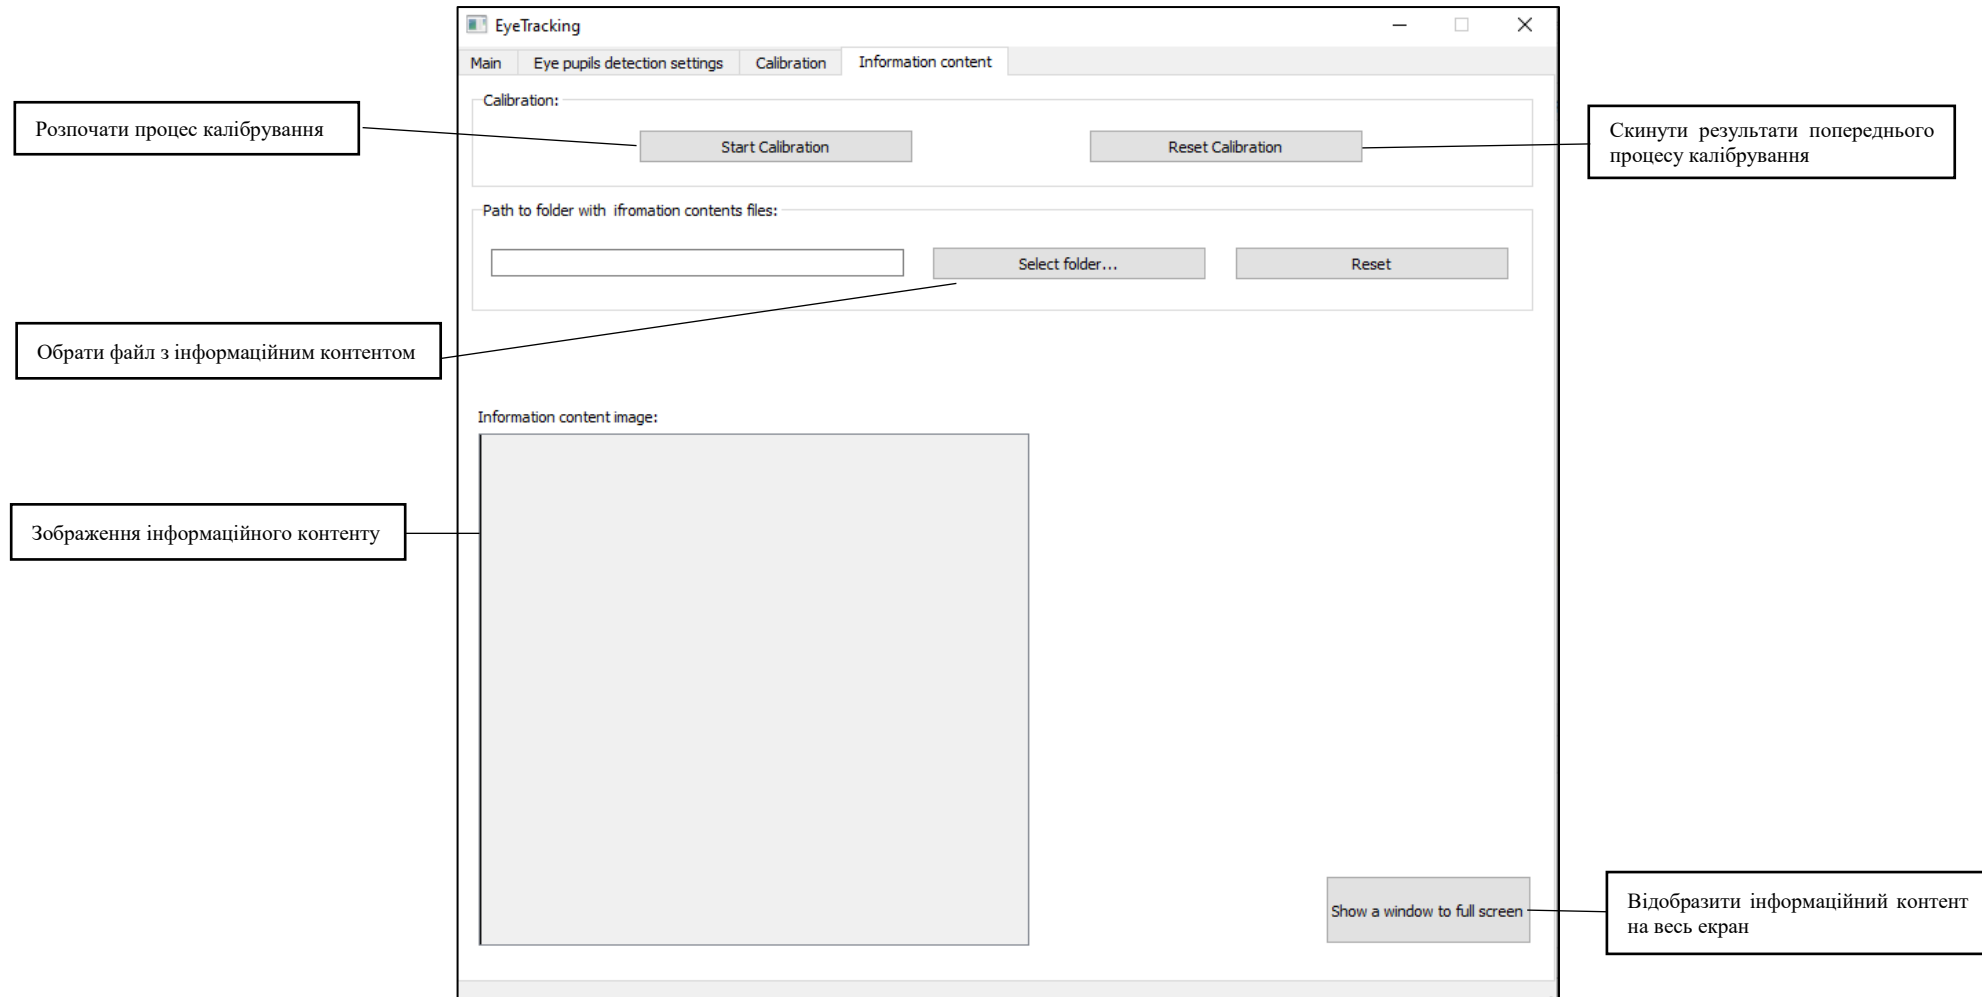 EyeTracking
Main
Eye pupils detection settings
Calibration
Information content
Calibration:
Розпочати процес калібрування
Start Calibration
Reset Calibration
Скинути результати попереднього
процесу калібрування
Path to folder with ifromation contents files:
Select folder...
Reset
Обрати файл з інформаційним контентом
Information content image:
Зображення інформаційного контенту
Show a window to full screen
Відобразити інформаційний контент
на весь екран